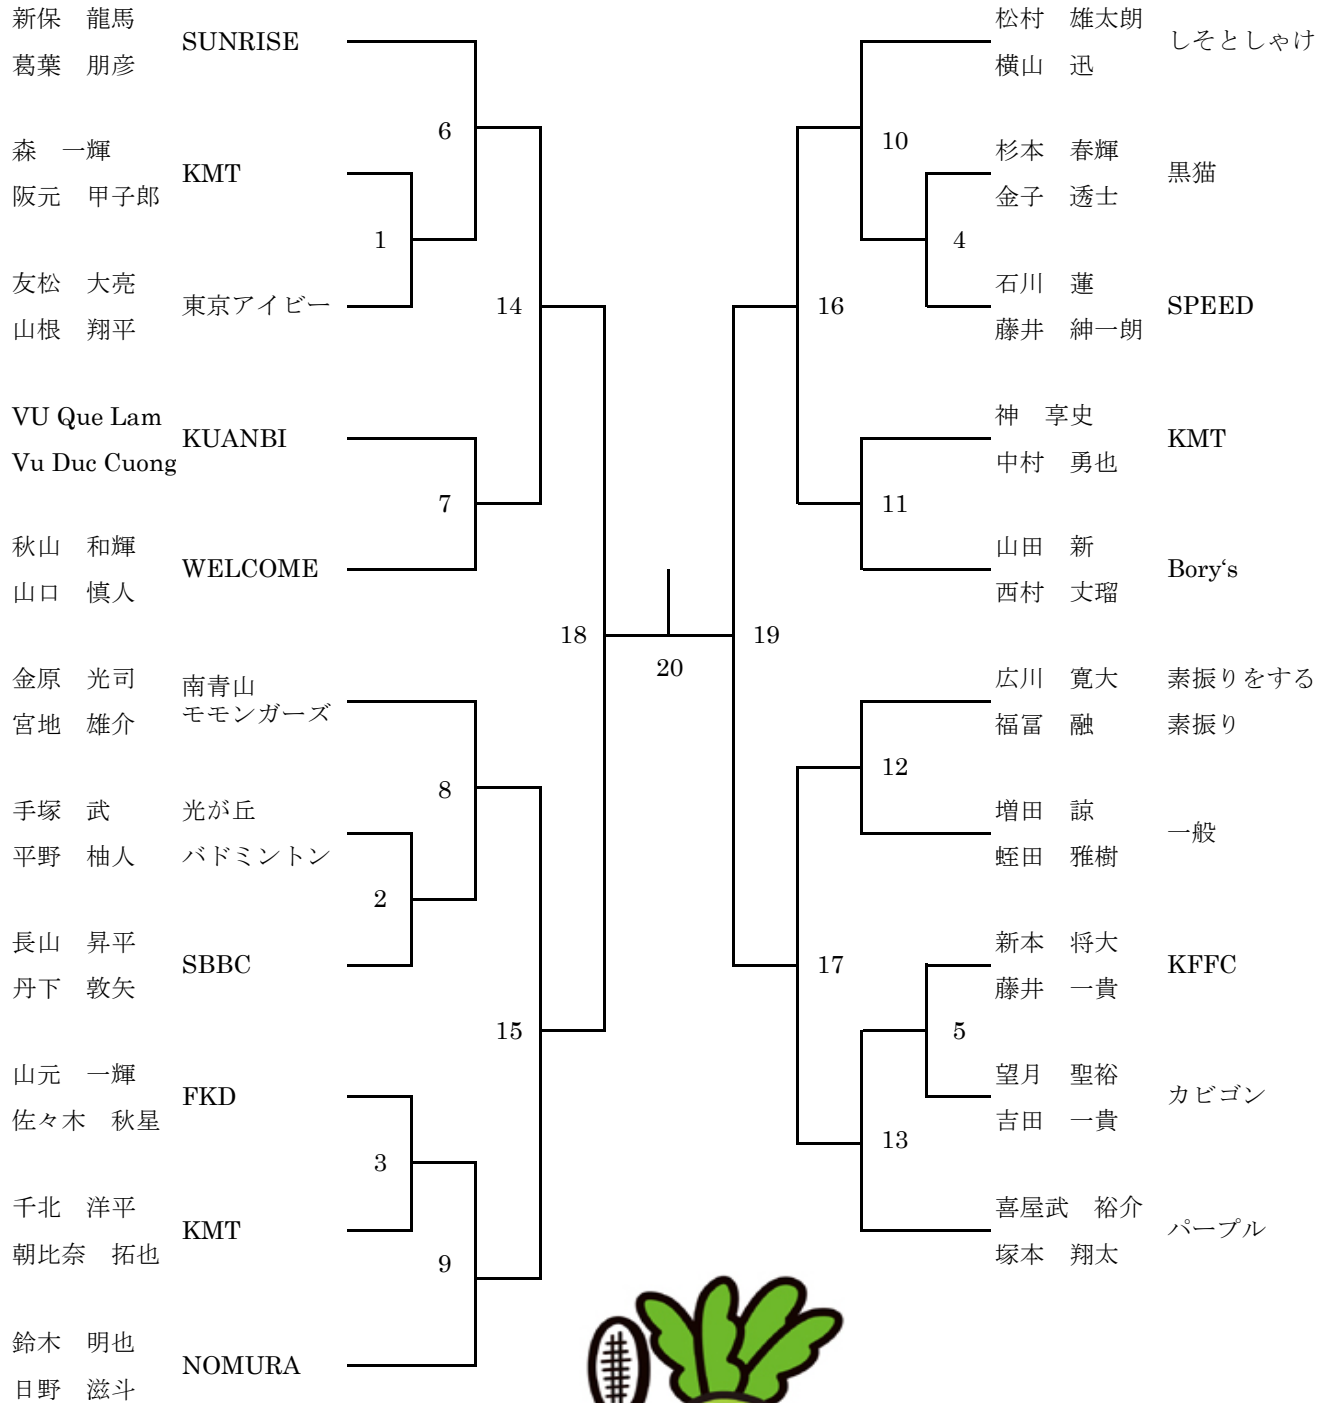 新保　龍馬
SUNRISE
葛葉　朋彦
6
森　一輝
KMT
阪元　甲子郎
1
友松　大亮
東京アイビー
山根　翔平
14
VU Que Lam
KUANBI
Vu Duc Cuong
7
秋山　和輝
WELCOME
山口　慎人
18
金原　光司
南青山
モモンガーズ
宮地　雄介
8
手塚　武　光が丘
平野　柚人　バドミントン
2
長山　昇平
SBBC
丹下　敦矢
15
山元　一輝
FKD
佐々木　秋星
3
千北　洋平
KMT
朝比奈　拓也
9
鈴木　明也
NOMURA
日野　滋斗
20
松村　雄太朗
しそとしゃけ
横山　迅
10
杉本　春輝
黒猫
金子　透士
4
石川　蓮
SPEED
藤井　紳一朗
16
神　享史
KMT
中村　勇也
11
山田　新
Bory‘s
西村　丈瑠
19
広川　寛大　素振りをする
福冨　融　素振り
12
増田　諒
一般
蛭田　雅樹
新本　将大
KFFC
藤井　一貴
17
5
望月　聖裕
カビゴン
吉田　一貴
13
喜屋武　裕介
パープル
塚本　翔太